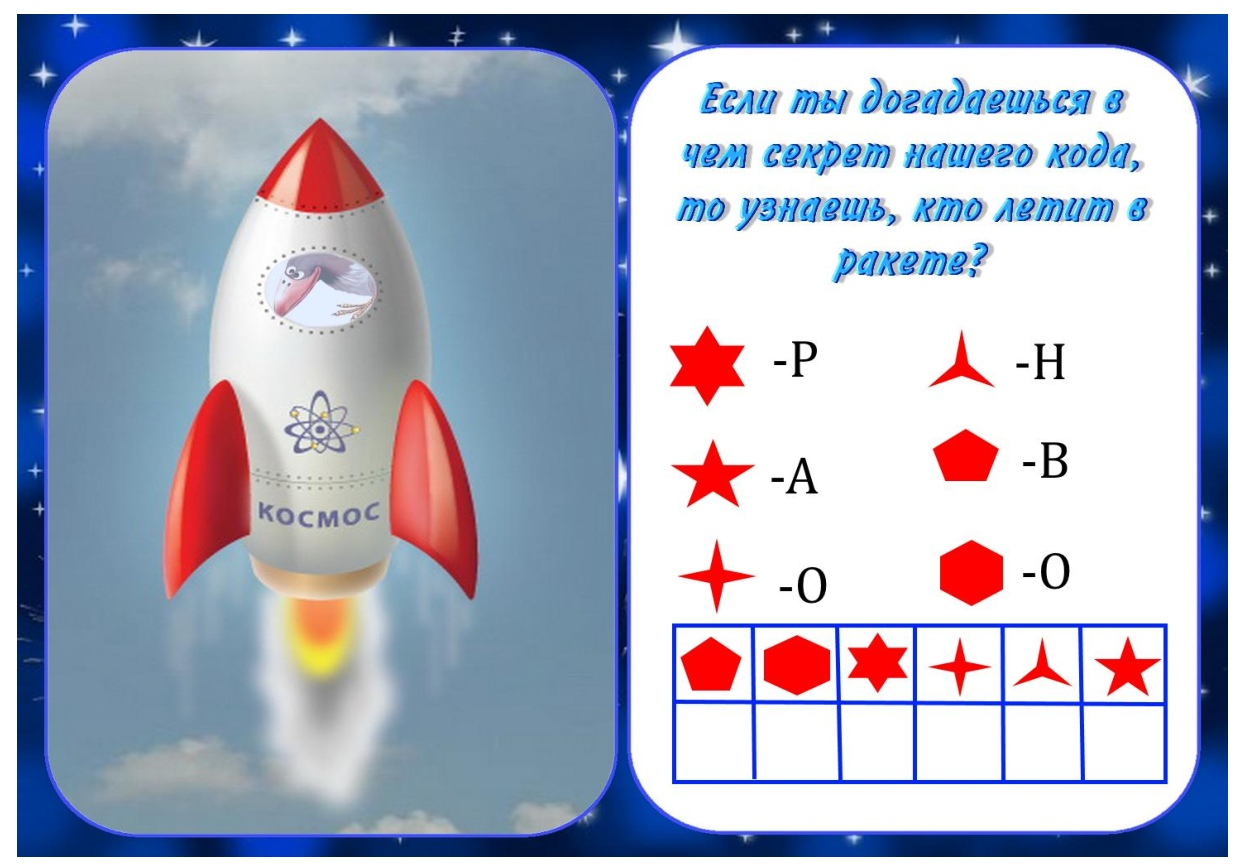 Если ты догадаешься в
чем секрет нашего кода,
то узнаешь, кто летит в
ракете?
КОСМОС
-Р
-Н
-А
-В
-О
-О